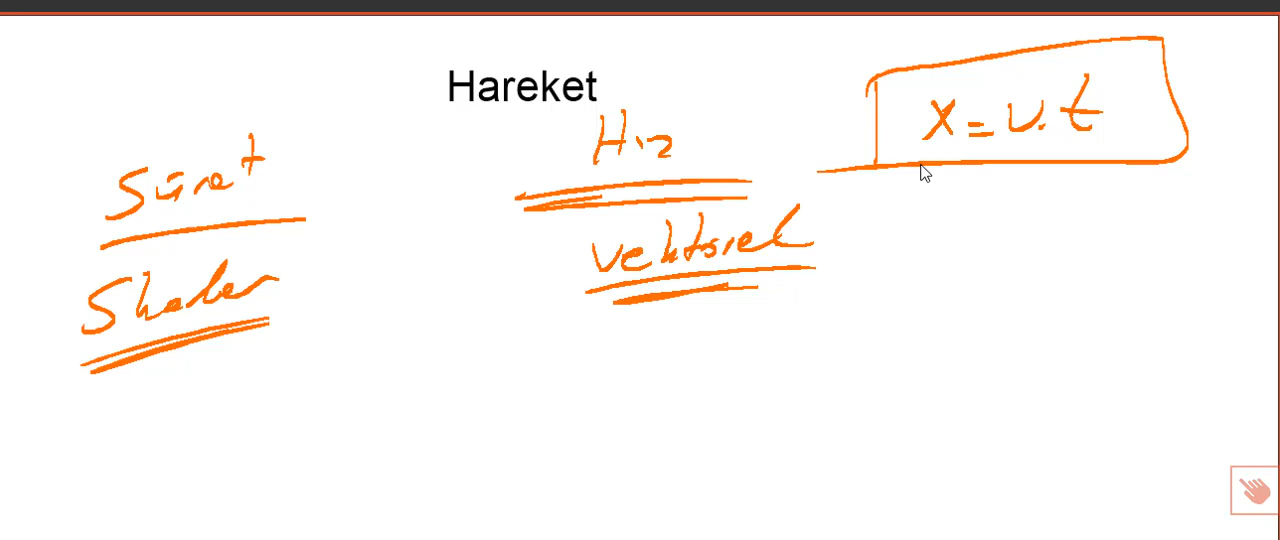 Hareket
x = v.t
Hız
Sürat
vektörel
Skaler